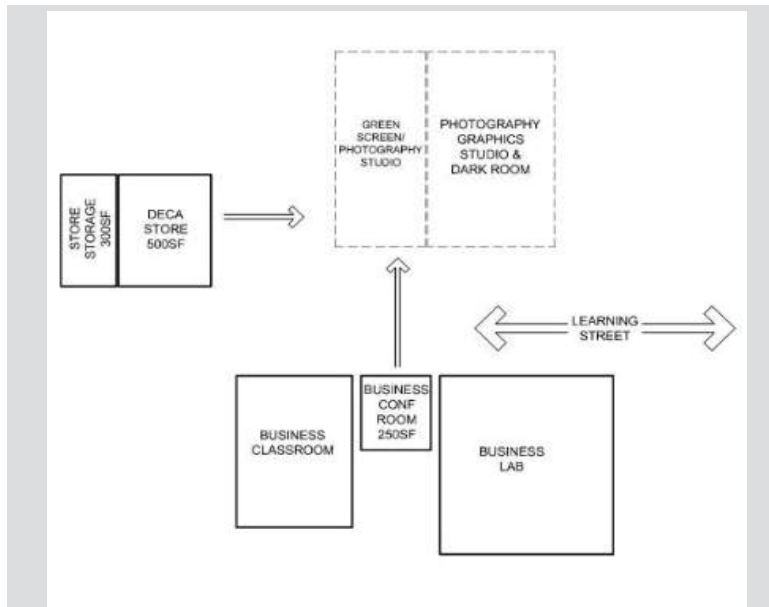 GREEN
SCREEN/
PHOTOGRAPHY
STUDIO
PHOTOGRAPHY
GRAPHICS
STUDIO &
DARK ROOM
STORE
STORAGE
300SF
DECA
STORE
500SF
LEARNING
STREET
BUSINESS
CLASSROOM
BUSINESS
CONF
ROOM
250SF
BUSINESS
LAB